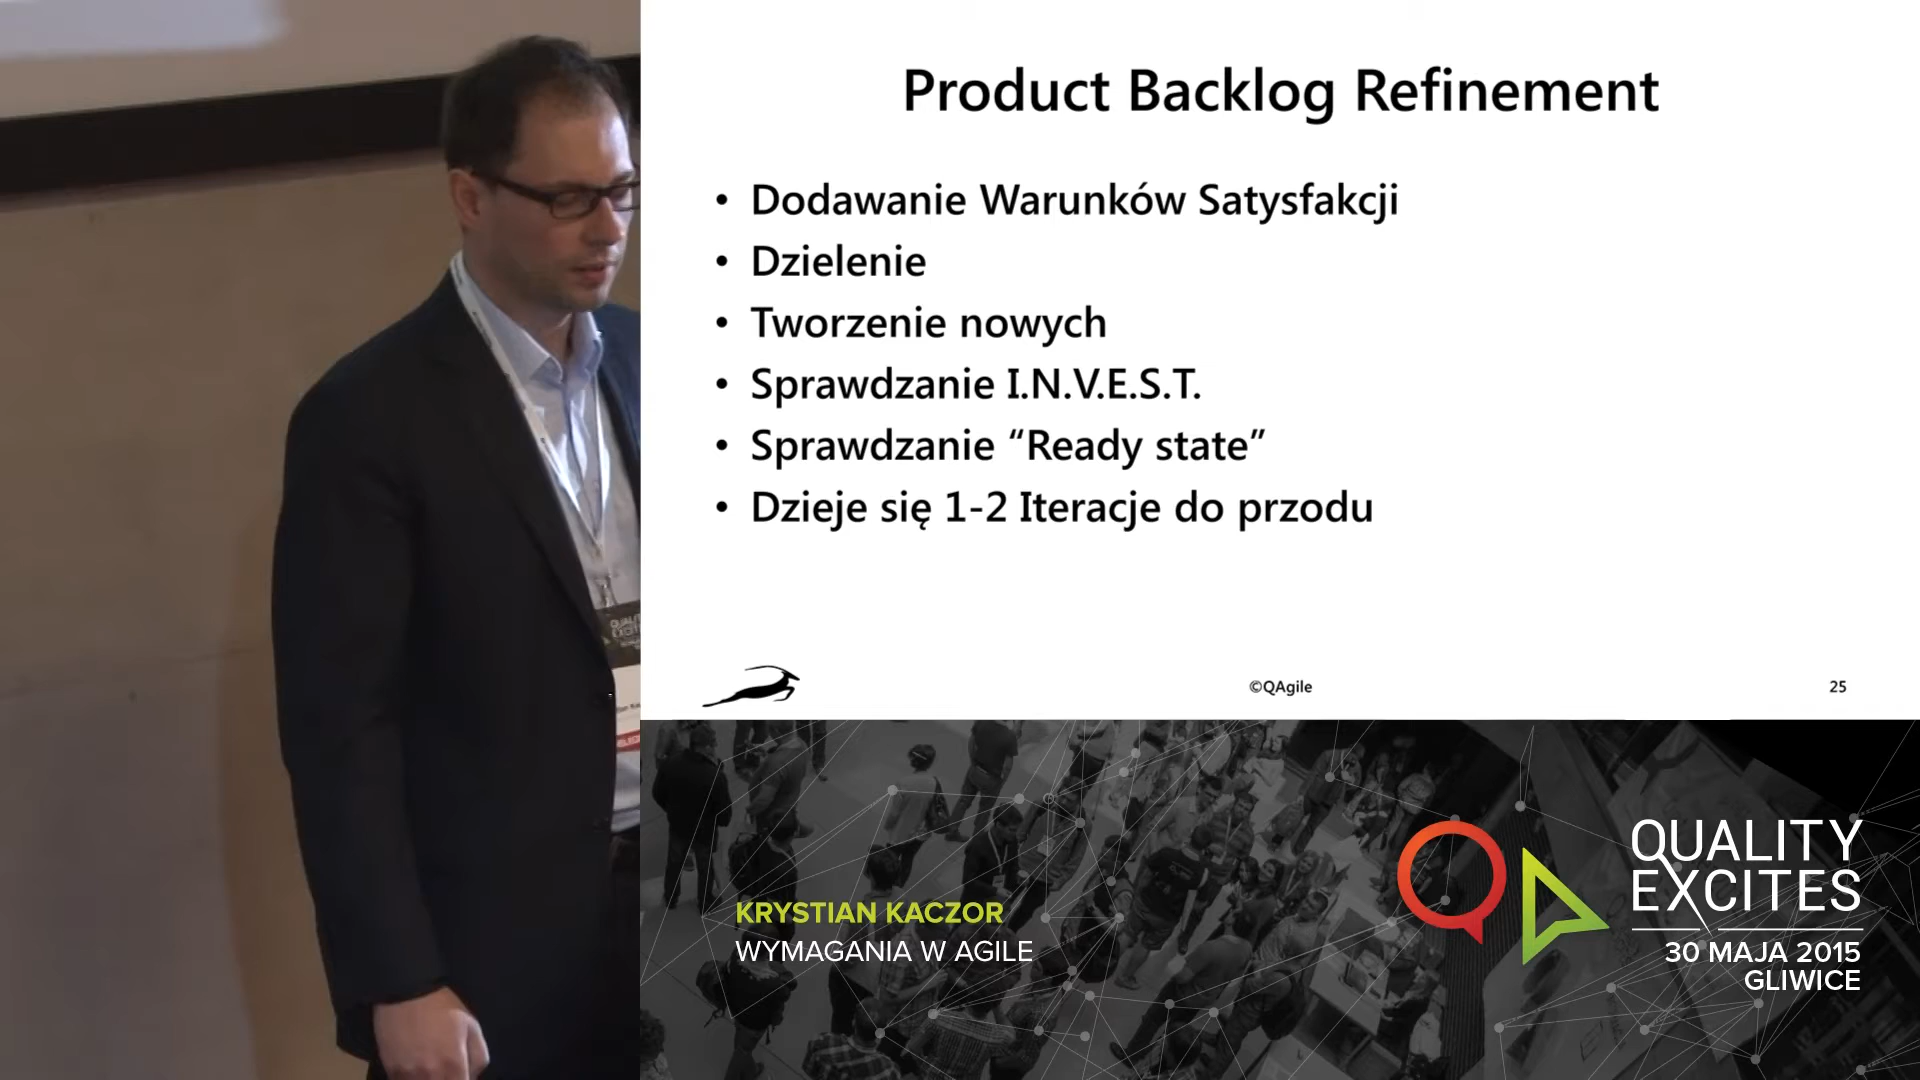 Product Backlog Refinement
• Dodawanie Warunków Satysfakcji
• Dzielenie
• Tworzenie nowych
• Sprawdzanie I.N.V.E.S.T.
• Sprawdzanie “Ready state”
• Dzieje się 1-2 Iteracje do przodu
©QAgile
25
KRYSTIAN KACZOR
WYMAGANIA W AGILE
QUALITY
EXCITES
30 MAJA 2015
GLIWICE